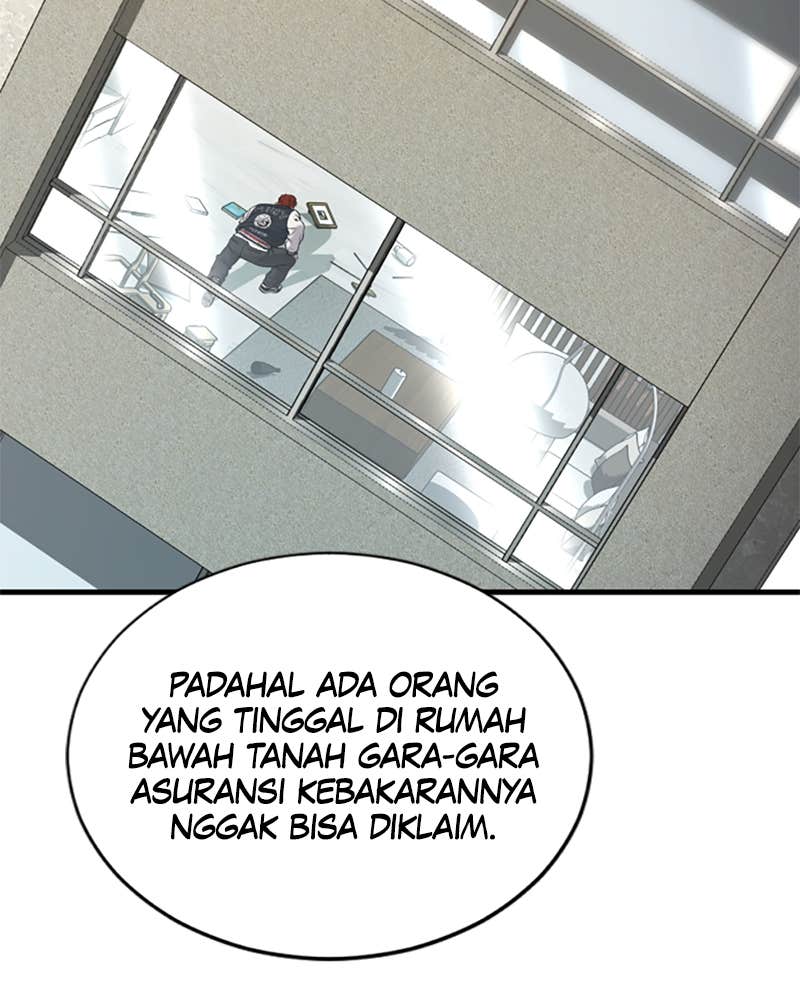 PADAHAL ADA ORANG
YANG TINGGAL DI RUMAH
BAWAH TANAH GARA-GARA
ASURANSI KEBAKARANNYA
NGGAK BISA DIKLAIM.